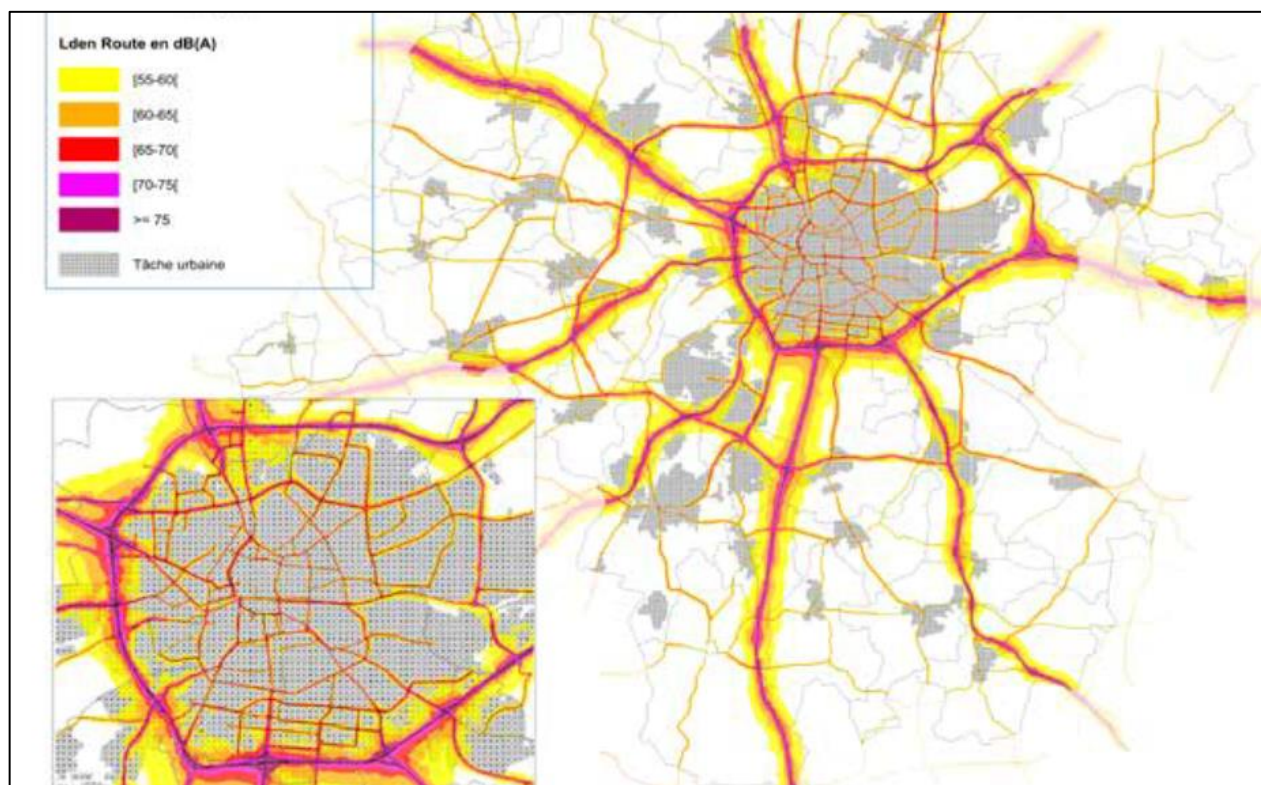 Lden Route en dB(A)
[55-60[
[60-65[
[65-70[
[70-75[
>= 75
Tâche urbaine